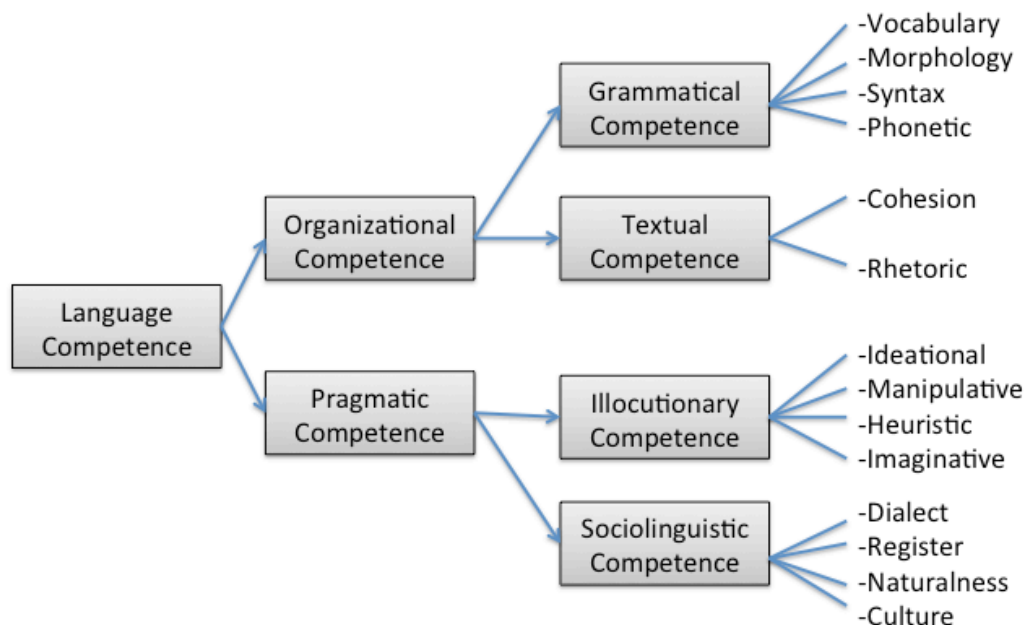 -Vocabulary
-Morphology
-Syntax
-Phonetic
Grammatical
Competence
Organizational
Competence
Textual
Competence
-Cohesion
-Rhetoric
Language
Competence
Pragmatic
Competence
Illocutionary
Competence
-Ideational
-Manipulative
-Heuristic
-Imaginative
Sociolinguistic
Competence
-Dialect
-Register
-Naturalness
-Culture